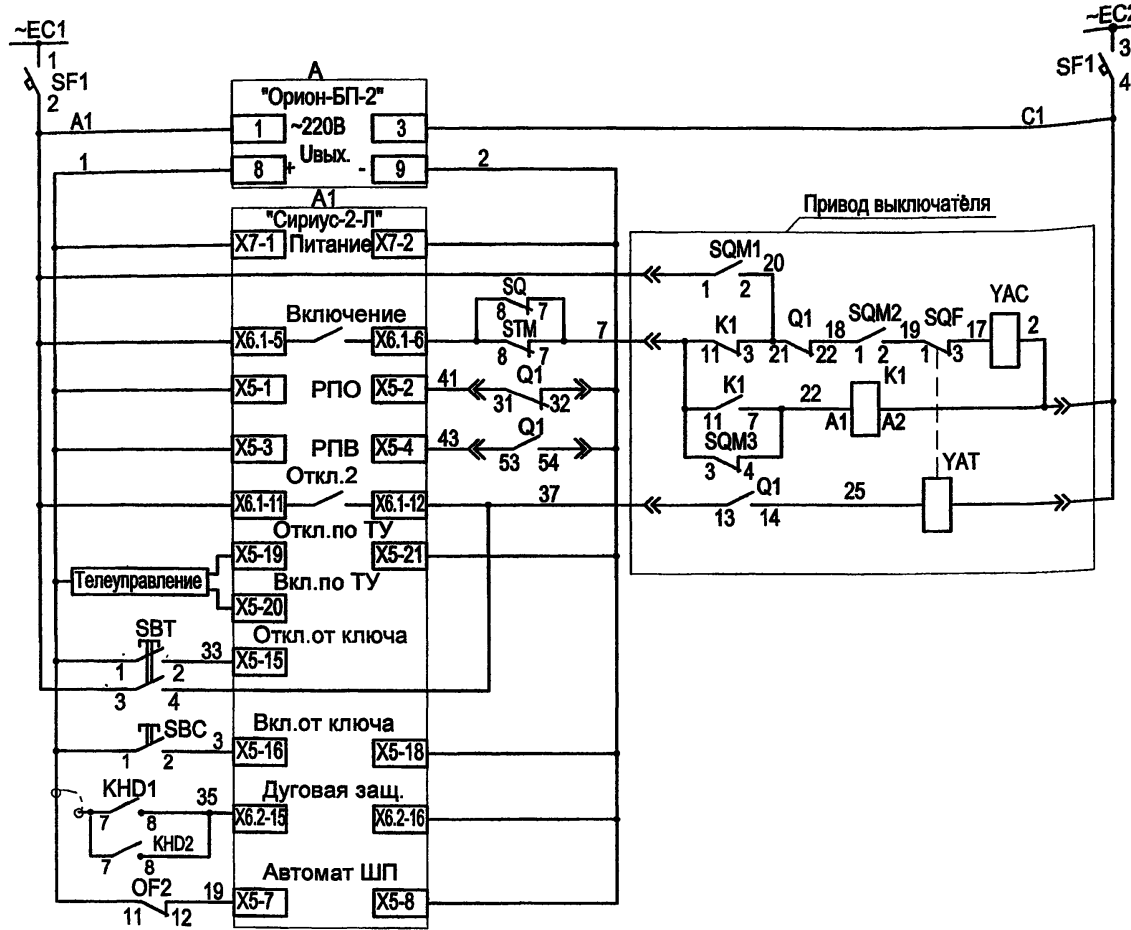 ~EC1
~EC2
1
SF1
2
3
SF1
4
A
"Орион-БП-2"
A1
1 ~220В 3
C1
Uвых.
1
8 + - 9
2
A1
"Сириус-2-Л"
X7-1 Питание X7-2
Привод выключателя
SQM1
20
1 2
SQ
8 7
Включение
X6.1-5 X6.1-6
STM
8 7
7
K1
11 3
Q1
21 22
18
SQM2
1 2
19
SQF
1 3
17
YAC
2
X5-1 РПО X5-2
41
Q1
31 32
K1
11 7
22
K1
A1 A2
X5-3 РПВ X5-4
43
Q1
53 54
SQM3
3 4
YAT
Откл.2
X6.1-11 X6.1-12
37
Q1
13 14
25
Откл.по ТУ
X5-19 X5-21
Телеуправление
Вкл.по ТУ
X5-20
SBT
Откл.от ключа
1 2
33
X5-15
3 4
SBC
Вкл.от ключа
1 2
3
X5-16 X5-18
KHD1
Дуговая защ.
7 8
35
X6.2-15 X6.2-16
KHD2
7 8
Автомат ШП
OF2
11 12
19
X5-7 X5-8